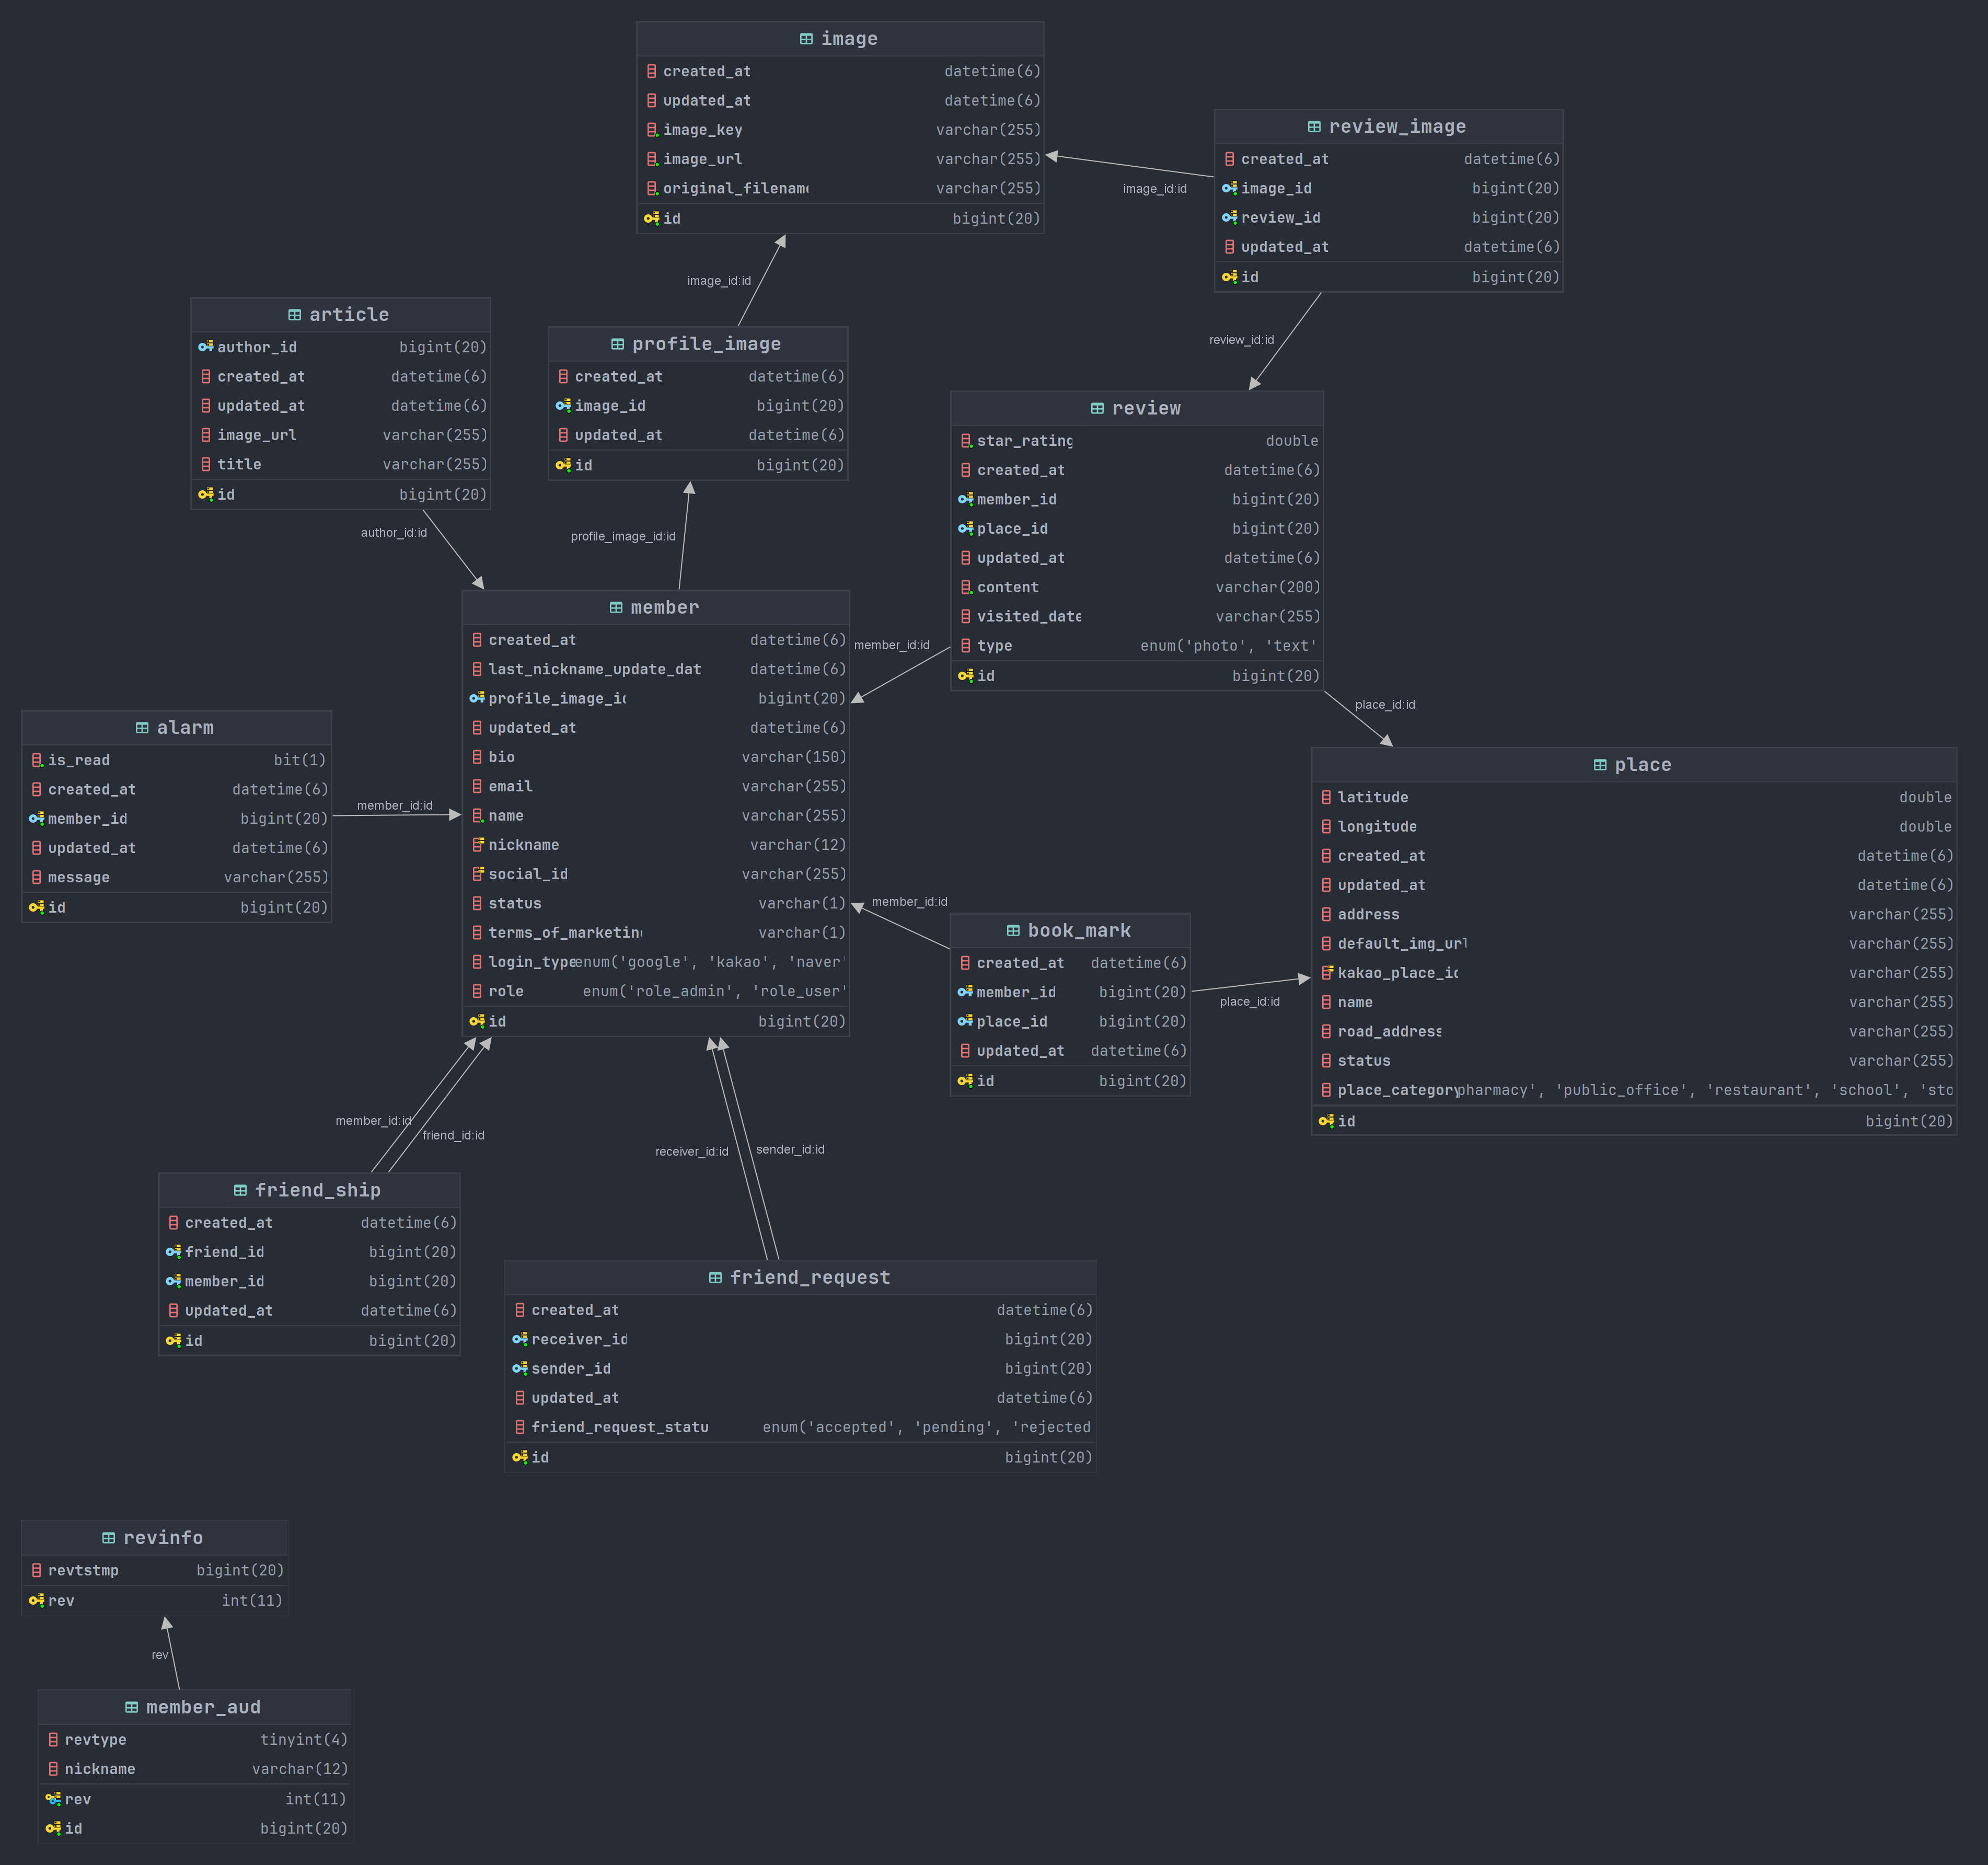 image
created_at datetime(6)
updated_at datetime(6)
image_key varchar(255)
image_url varchar(255)
original_filename varchar(255)
id bigint(20)
review_image
created_at datetime(6)
image_id bigint(20)
review_id bigint(20)
updated_at datetime(6)
id bigint(20)
image_id:id
image_id:id
review_id:id
article
author_id bigint(20)
created_at datetime(6)
updated_at datetime(6)
image_url varchar(255)
title varchar(255)
id bigint(20)
profile_image
created_at datetime(6)
image_id bigint(20)
updated_at datetime(6)
id bigint(20)
review
star_rating double
created_at datetime(6)
member_id bigint(20)
place_id bigint(20)
updated_at datetime(6)
content varchar(200)
visited_date varchar(255)
type enum('photo', 'text'
id bigint(20)
author_id:id
profile_image_id:id
member_id:id
place_id:id
member
created_at datetime(6)
last_nickname_update_dat datetime(6)
profile_image_id bigint(20)
updated_at datetime(6)
bio varchar(150)
email varchar(255)
name varchar(255)
nickname varchar(12)
social_id varchar(255)
status varchar(1)
terms_of_marketing varchar(1)
login_type enum('google', 'kakao', 'naver'
role enum('role_admin', 'role_user'
id bigint(20)
alarm
is_read bit(1)
created_at datetime(6)
member_id bigint(20)
updated_at datetime(6)
message varchar(255)
id bigint(20)
member_id:id
place
latitude double
longitude double
created_at datetime(6)
updated_at datetime(6)
address varchar(255)
default_img_url varchar(255)
kakao_place_id varchar(255)
name varchar(255)
road_address varchar(255)
status varchar(255)
place_category pharmacy', 'public_office', 'restaurant', 'school', 'sto
id bigint(20)
member_id:id
book_mark
created_at datetime(6)
member_id bigint(20)
place_id bigint(20)
updated_at datetime(6)
id bigint(20)
place_id:id
member_id:id
friend_id:id
receiver_id:id
sender_id:id
friend_ship
created_at datetime(6)
friend_id bigint(20)
member_id bigint(20)
updated_at datetime(6)
id bigint(20)
friend_request
created_at datetime(6)
receiver_id bigint(20)
sender_id bigint(20)
updated_at datetime(6)
friend_request_statu enum('accepted', 'pending', 'rejected
id bigint(20)
revinfo
revtstmp bigint(20)
rev int(11)
rev
member_aud
revtype tinyint(4)
nickname varchar(12)
rev int(11)
id bigint(20)